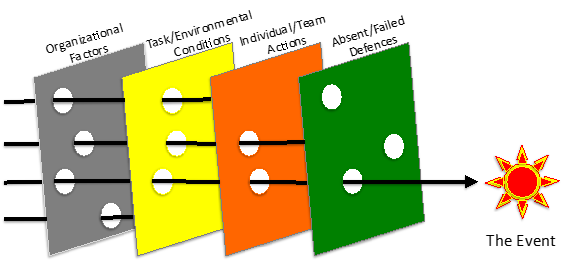 Organizational
Factors
Task/Environmental
Conditions
Individual/Team
Actions
Absent/Failed
Defences
The Event